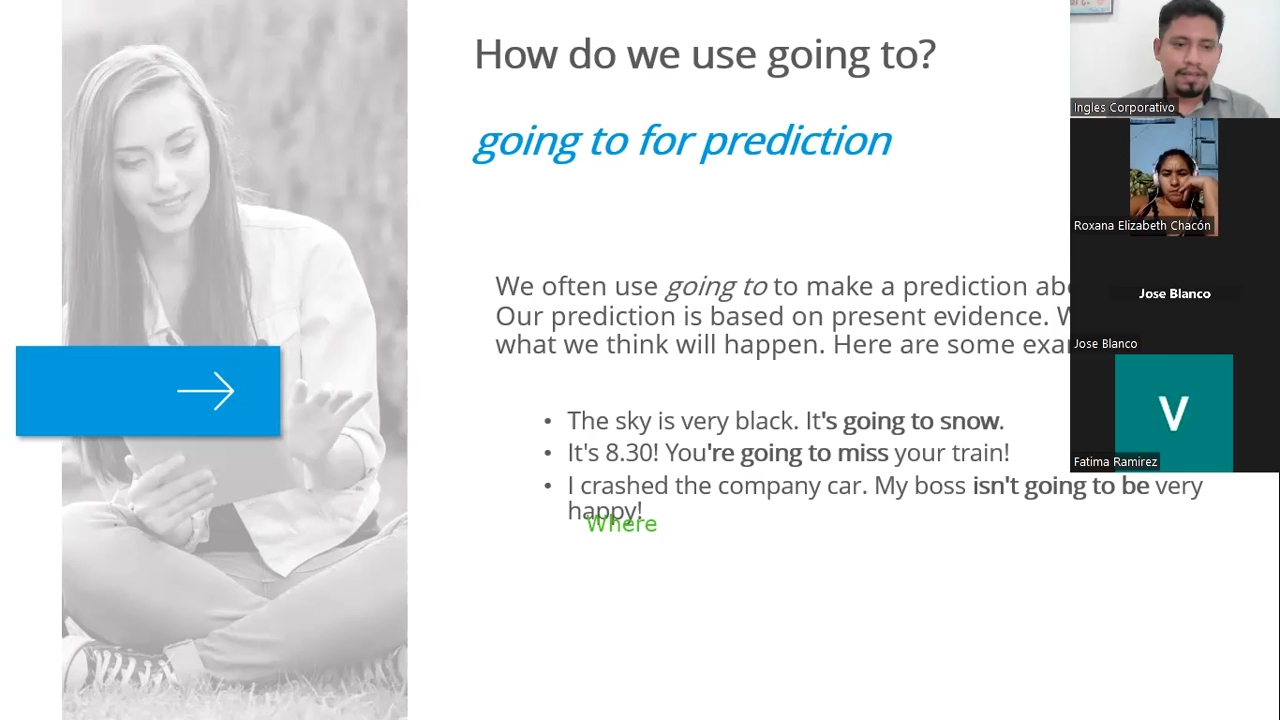 How do we use going to?
going to for prediction
We often use going to to make a prediction
Our prediction is based on present evidence.
what we think will happen. Here are some
• The sky is very black. It's going to snow.
• It's 8.30! You're going to miss your train!
• I crashed the company car. My boss isn't going to be very
happy!
Where
Ingles Corporativo
Roxana Elizabeth Chacón
Jose Blanco
Jose Blanco
V
Fatima Ramirez